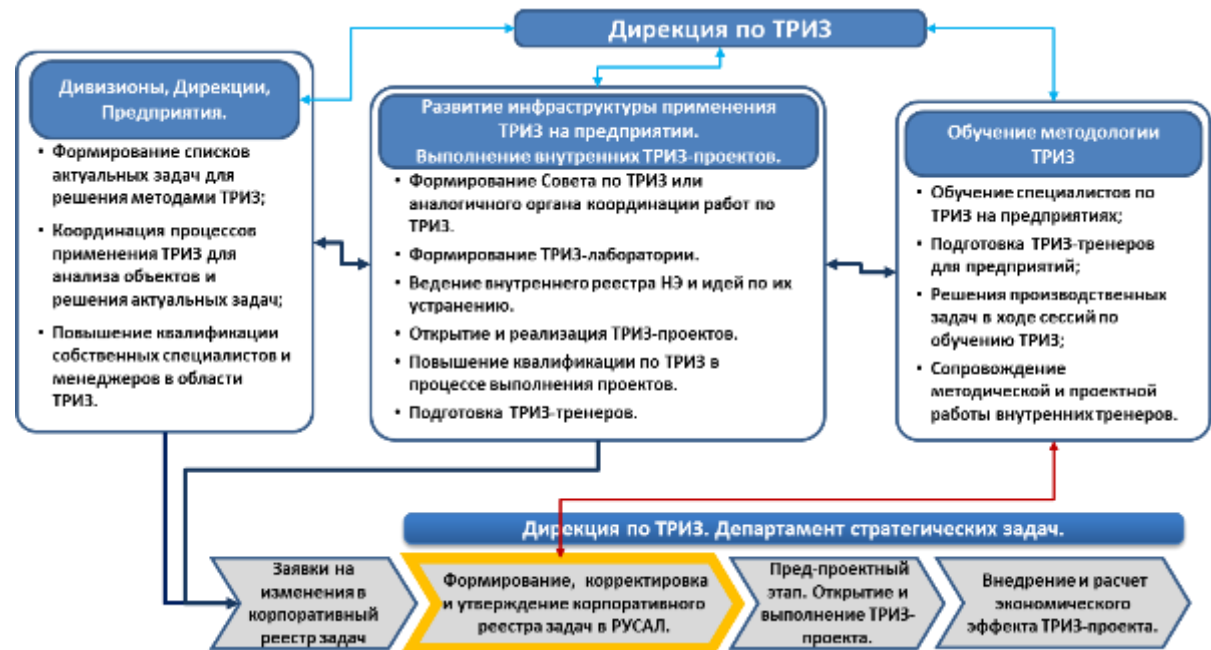 Дирекция по ТРИЗ
Дивизионы, Дирекции,
Предприятия.
• Формирование списков
актуальных задач для
решения методами ТРИЗ;
• Координация процессов
применения ТРИЗ для
анализа объектов и
решения актуальных задач;
• Повышение квалификации
собственных специалистов и
менеджеров в области
ТРИЗ.
Развитие инфраструктуры применения
ТРИЗ на предприятии.
Выполнение внутренних ТРИЗ-проектов.
• Формирование Совета по ТРИЗ или
аналогичного органа координации работ по
ТРИЗ.
• Формирование ТРИЗ-лаборатории.
• Ведение внутреннего реестра НЭ и идей по их
устранению.
• Открытие и реализация ТРИЗ-проектов.
• Повышение квалификации по ТРИЗ в
процессе выполнения проектов.
• Подготовка ТРИЗ-тренеров.
Обучение методологии
ТРИЗ
• Обучение специалистов по
ТРИЗ на предприятиях;
• Подготовка ТРИЗ-тренеров
для предприятий;
• Решения производственных
задач в ходе сессий по
обучению ТРИЗ;
• Сопровождение
методической и проектной
работы внутренних тренеров.
Дирекция по ТРИЗ. Департамент стратегических задач.
Заявки на
изменения в
корпоративный
реестр задач
Формирование, корректировка
и утверждение корпоративного
реестра задач в РУСАЛ.
Пред-проектный
этап. Открытие и
выполнение ТРИЗ-
проекта.
Внедрение и расчет
экономического
эффекта ТРИЗ-проекта.